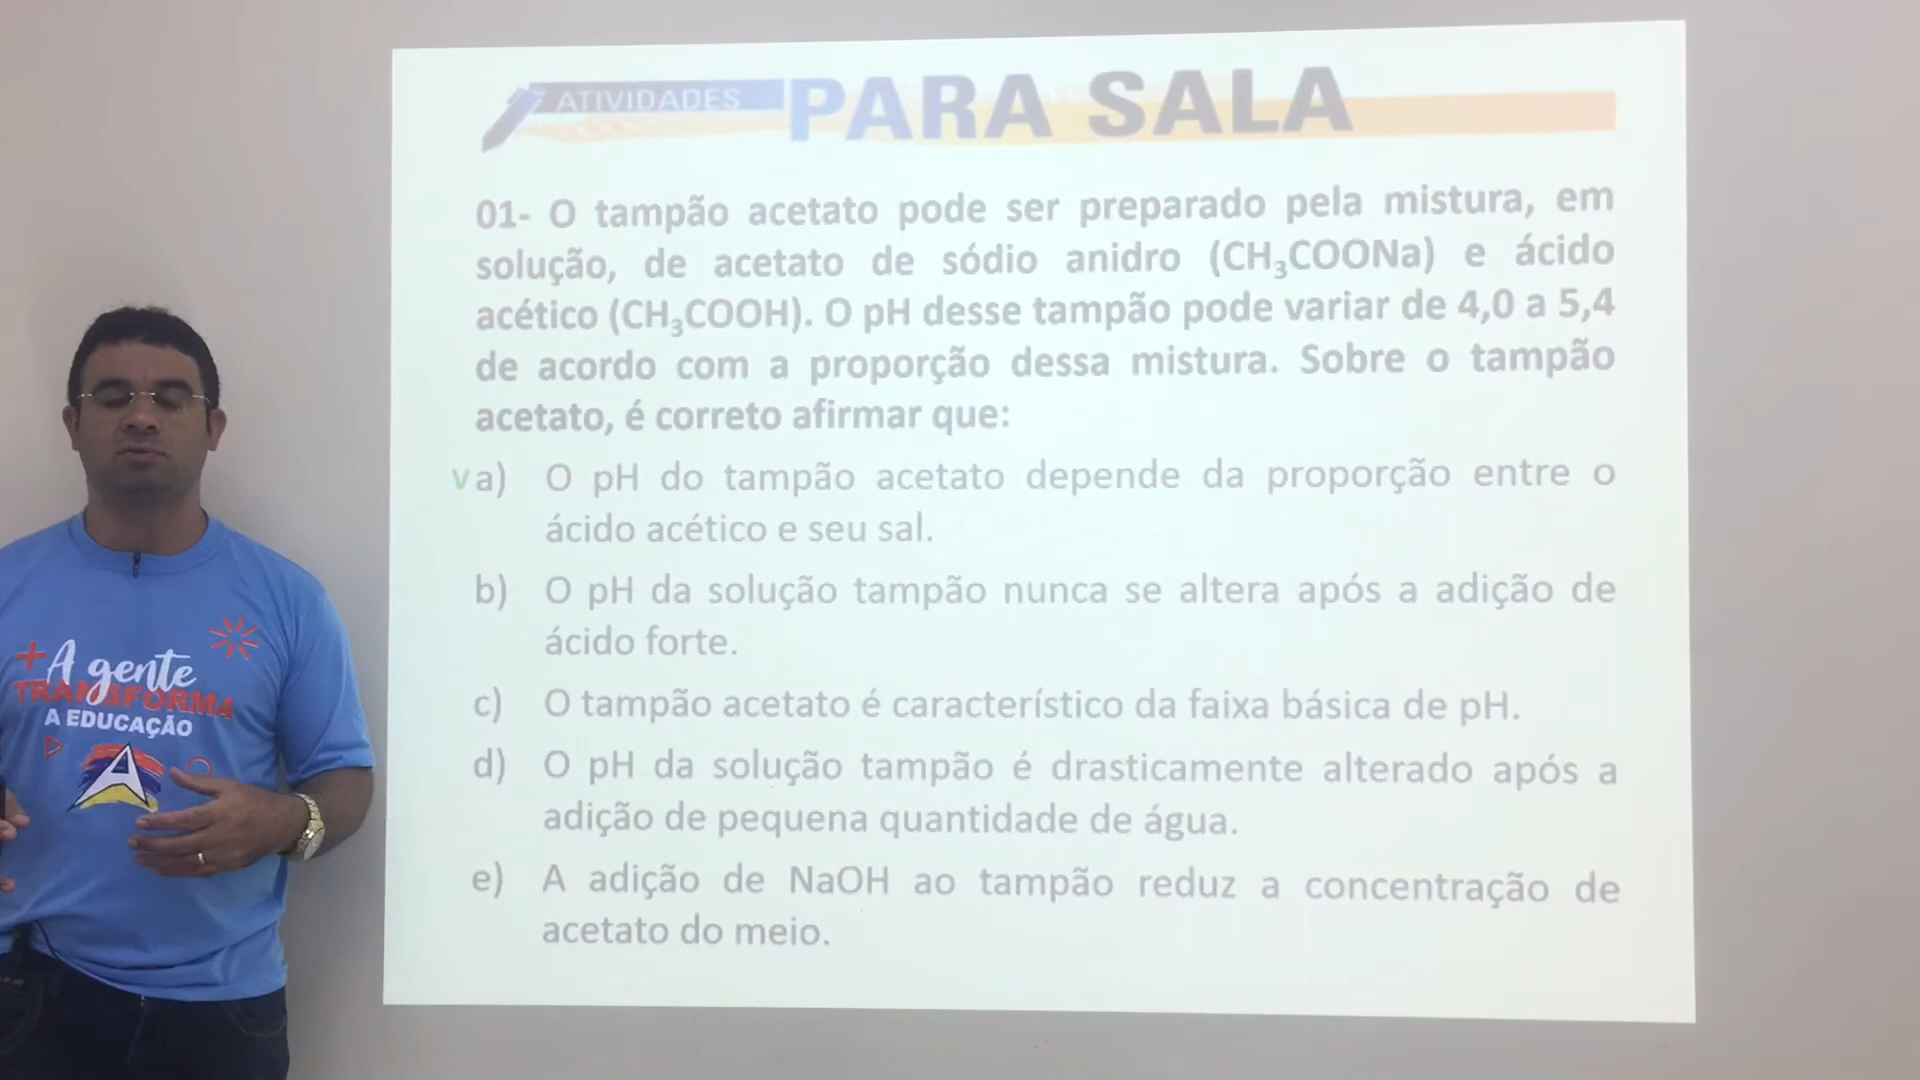 ATIVIDADES PARA SALA
01- O tampão acetato pode ser preparado pela mistura, em
solução, de acetato de sódio anidro (CH₃COONa) e ácido
acético (CH₃COOH). O pH desse tampão pode variar de 4,0 a 5,4
de acordo com a proporção dessa mistura. Sobre o tampão
acetato, é correto afirmar que:
v a) O pH do tampão acetato depende da proporção entre o
ácido acético e seu sal.
b) O pH da solução tampão nunca se altera após a adição de
ácido forte.
c) O tampão acetato é característico da faixa básica de pH.
d) O pH da solução tampão é drasticamente alterado após a
adição de pequena quantidade de água.
e) A adição de NaOH ao tampão reduz a concentração de
acetato do meio.
A gente
TRANSFORMA
A EDUCAÇÃO